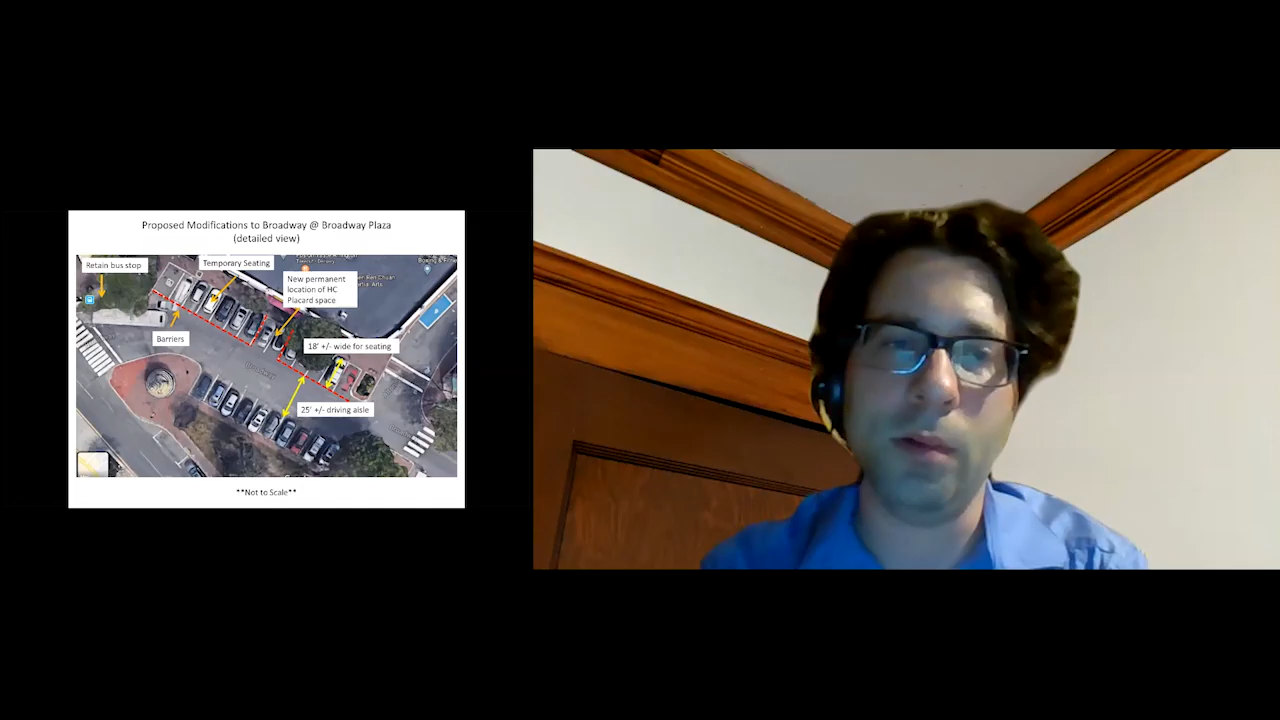 Proposed Modifications to Broadway @ Broadway Plaza
(detailed view)
Retain bus stop
Temporary Seating
New permanent
location of HC
Placard space
Barriers
18' +/- wide for seating
Broadway
25' +/- driving aisle
**Not to Scale**